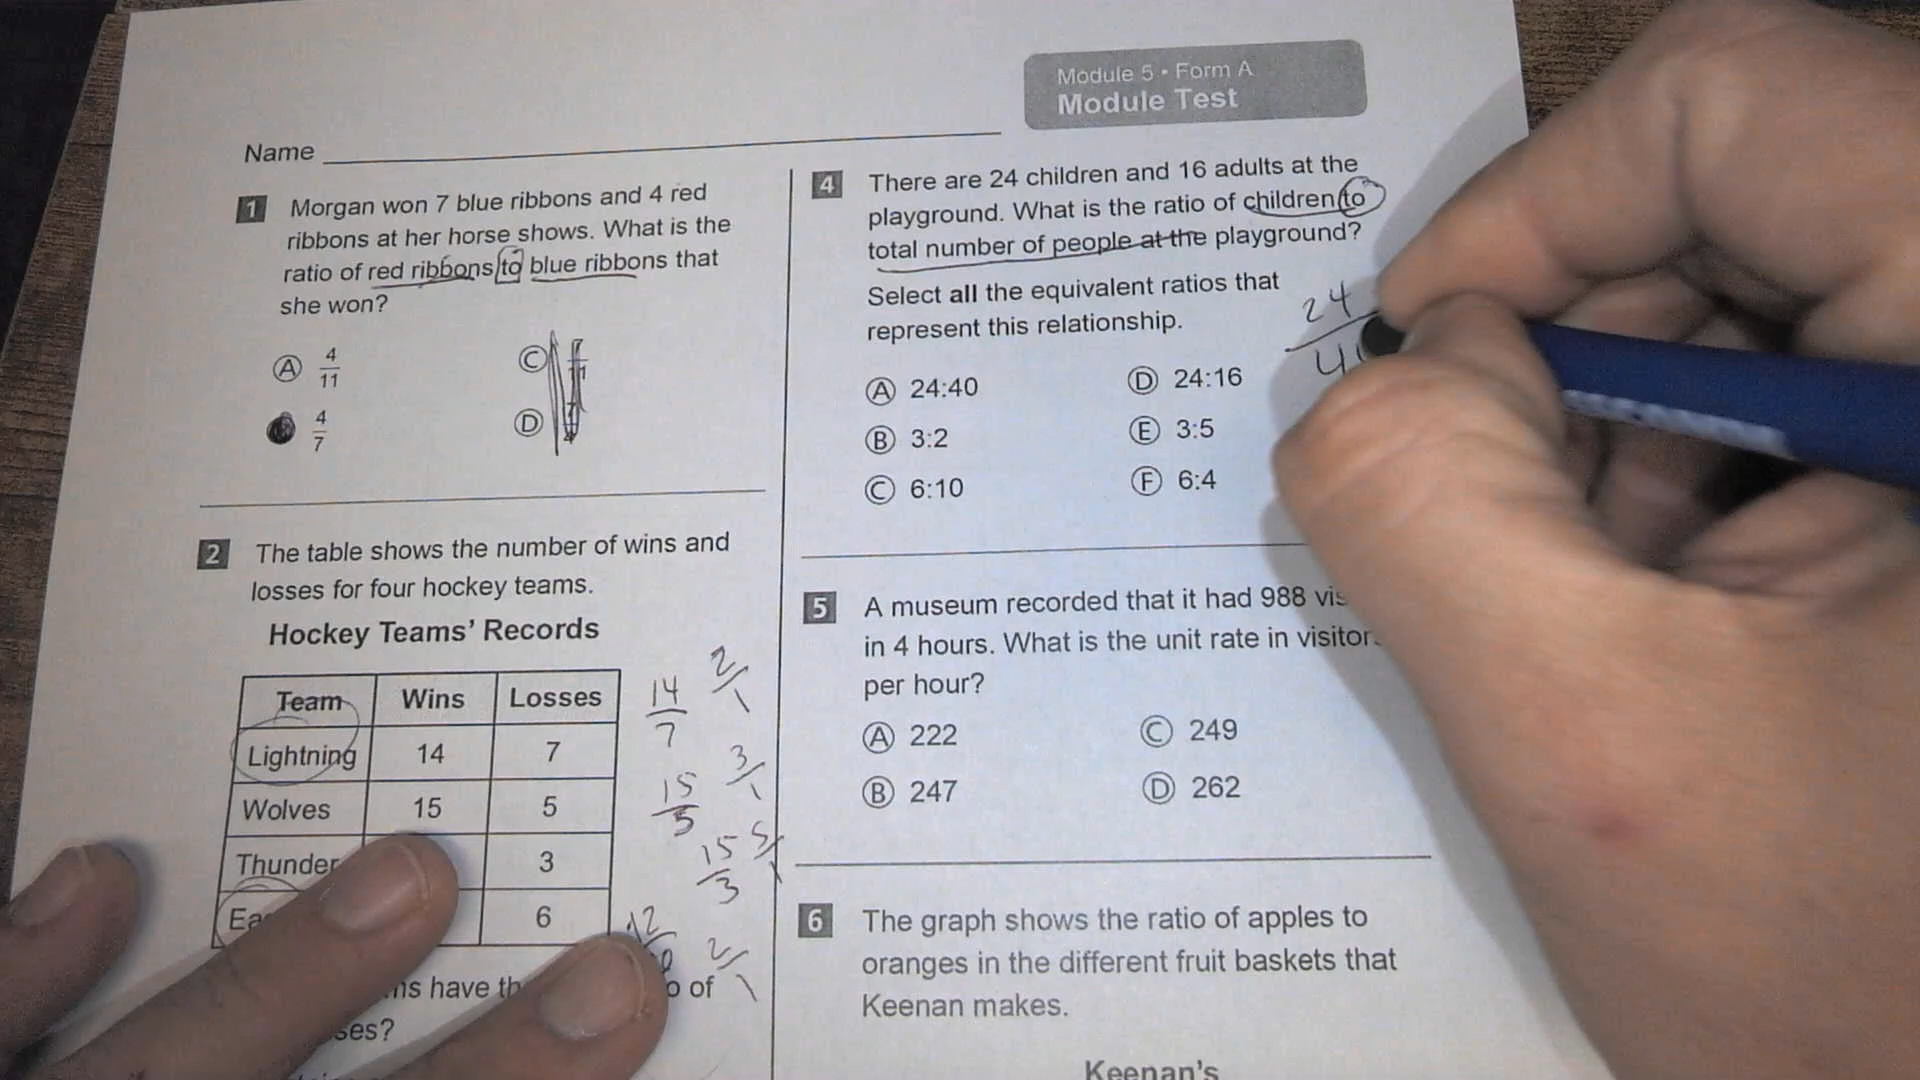 Module 5 • Form A
Module Test
Name
1 Morgan won 7 blue ribbons and 4 red
ribbons at her horse shows. What is the
ratio of red ribbons to blue ribbons that
she won?
A 4/11
4/7
C
D
2 The table shows the number of wins and
losses for four hockey teams.
Hockey Teams' Records
Team Wins Losses
Lightning 14 7
Wolves 15 5
Thunder 3
6
14/7 2/1
15/5 3/1
15/3 5/1
12 2/1
have
of
4 There are 24 children and 16 adults at the
playground. What is the ratio of children to
total number of people at the playground?
Select all the equivalent ratios that
represent this relationship.
24
A 24:40
B 3:2
C 6:10
D 24:16
E 3:5
F 6:4
5 A museum recorded that it had 988
in 4 hours. What is the unit rate in
per hour?
A 222
B 247
C 249
D 262
6 The graph shows the ratio of apples to
oranges in the different fruit baskets that
Keenan makes.
Keenan's